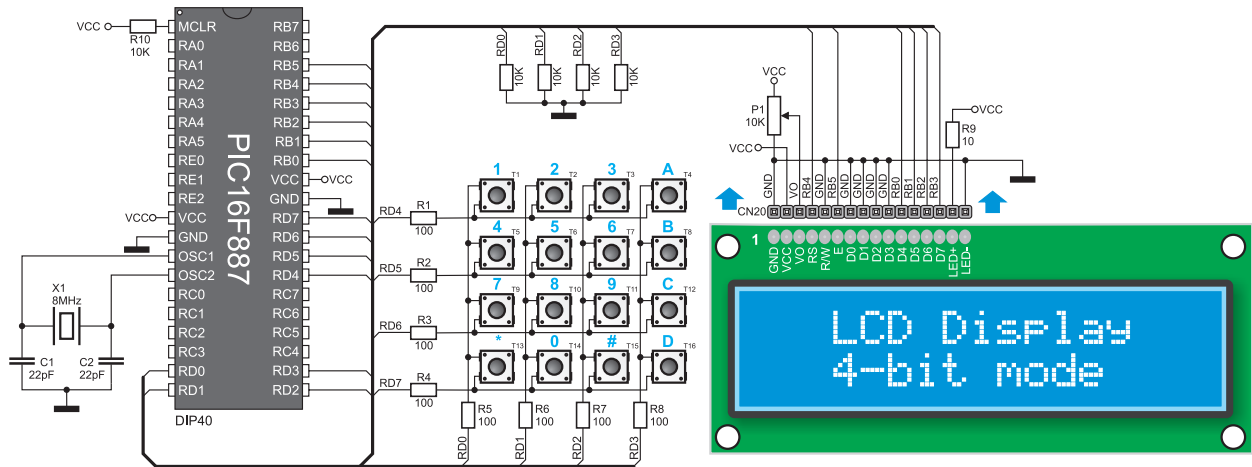 VCC
R10
10K
MCLR
RA0
RA1
RA2
RA3
RA4
RA5
RE0
RE1
RE2
VCC
GND
OSC1
OSC2
RC0
RC1
RC2
RC3
RD0
RD1
RB7
RB6
RB5
RB4
RB3
RB2
RB1
RB0
VCC
GND
RD7
RD6
RD5
RD4
RC7
RC6
RC5
RC4
RD3
RD2
PIC16F887
DIP40
VCC
VCC
X1
8MHz
C1
22pF
C2
22pF
RD0
RD1
RD2
RD3
10K
10K
10K
10K
RD4
R1
100
RD5
R2
100
RD6
R3
100
RD7
R4
100
1
T1
2
T2
3
T3
A
T4
4
T5
5
T6
6
T7
B
T8
7
T9
8
T10
9
T11
C
T12
*
T13
0
T14
#
T15
D
T16
R5
100
R6
100
R7
100
R8
100
RD0
RD1
RD2
RD3
VCC
P1
10K
VCC
VCC
R9
10
GND
VO
RB4
GND
RB5
GND
GND
GND
GND
RB0
RB1
RB2
RB3
CN20
1
GND
VCC
VO
RS
R/W
E
D0
D1
D2
D3
D4
D5
D6
D7
LED+
LED-
LCD Display
4-bit mode